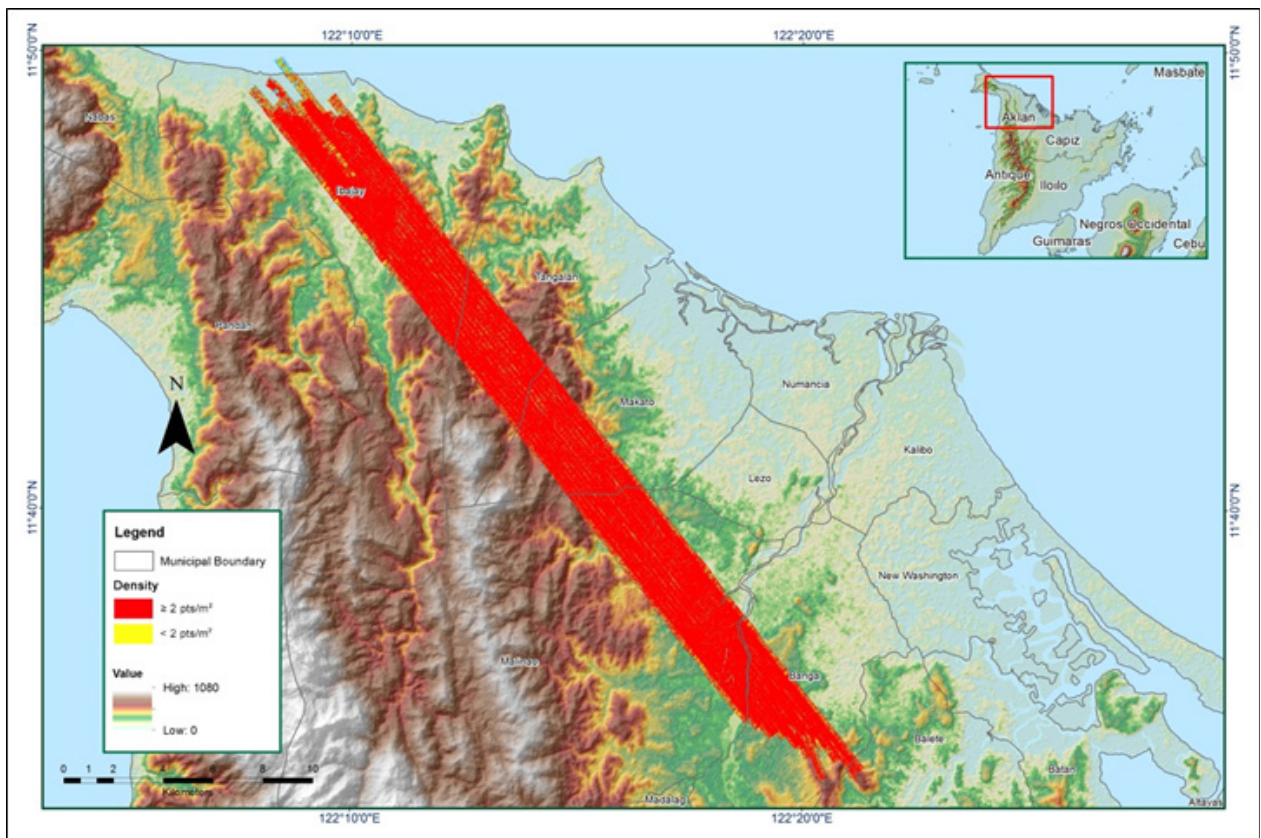 122°10'0"E
122°20'0"E
11°50'0"N
11°50'0"N
Masbate
Aklan
Capiz
Antique
Iloilo
Negros Occidental
Guimaras
Cebu
Nabas
Ibajay
Tangalan
Pandan
N
Makato
Numancia
Kalibo
Lezo
11°40'0"N
11°40'0"N
New Washington
Legend
Municipal Boundary
Density
≥ 2 pts/m²
< 2 pts/m²
Value
High: 1080
Low: 0
Malinao
Banga
Balete
Batan
Altavas
Madalag
0 1 2 4 6 8 10
Kilometers
122°10'0"E
122°20'0"E